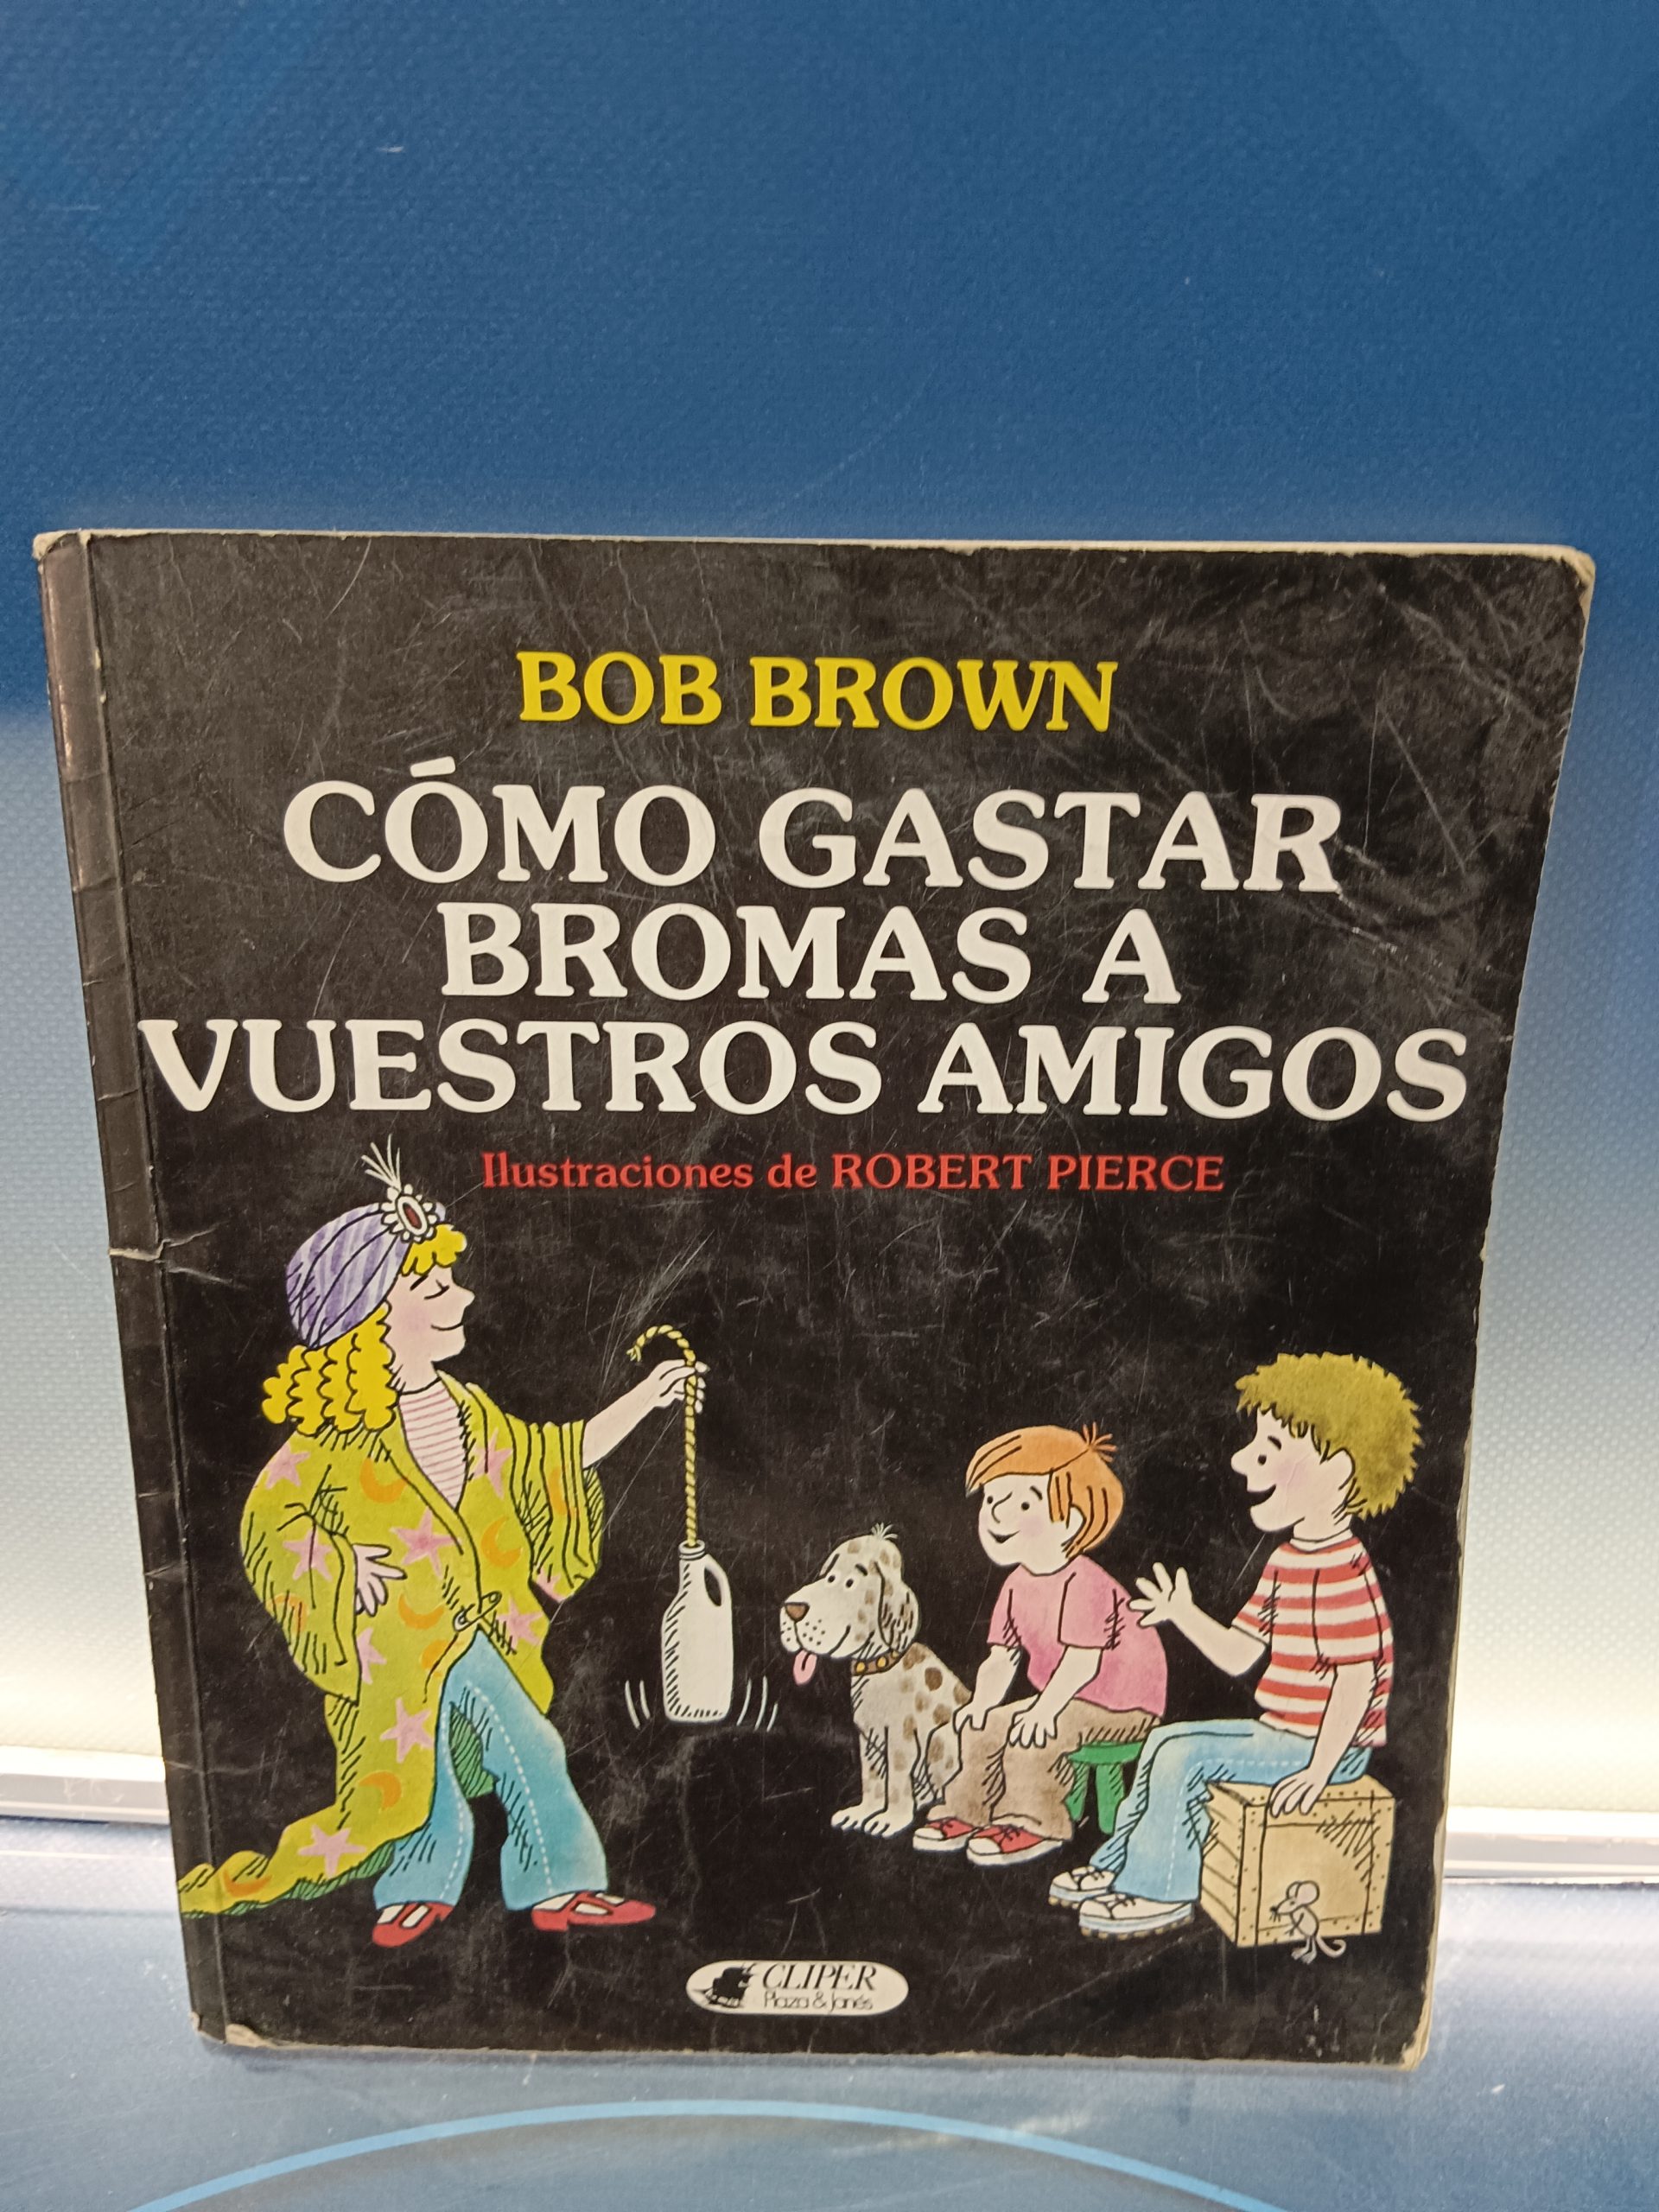 BOB BROWN
CÓMO GASTAR
BROMAS A
VUESTROS AMIGOS
Ilustraciones de ROBERT PIERCE
CLIPER
Plaza & Janés